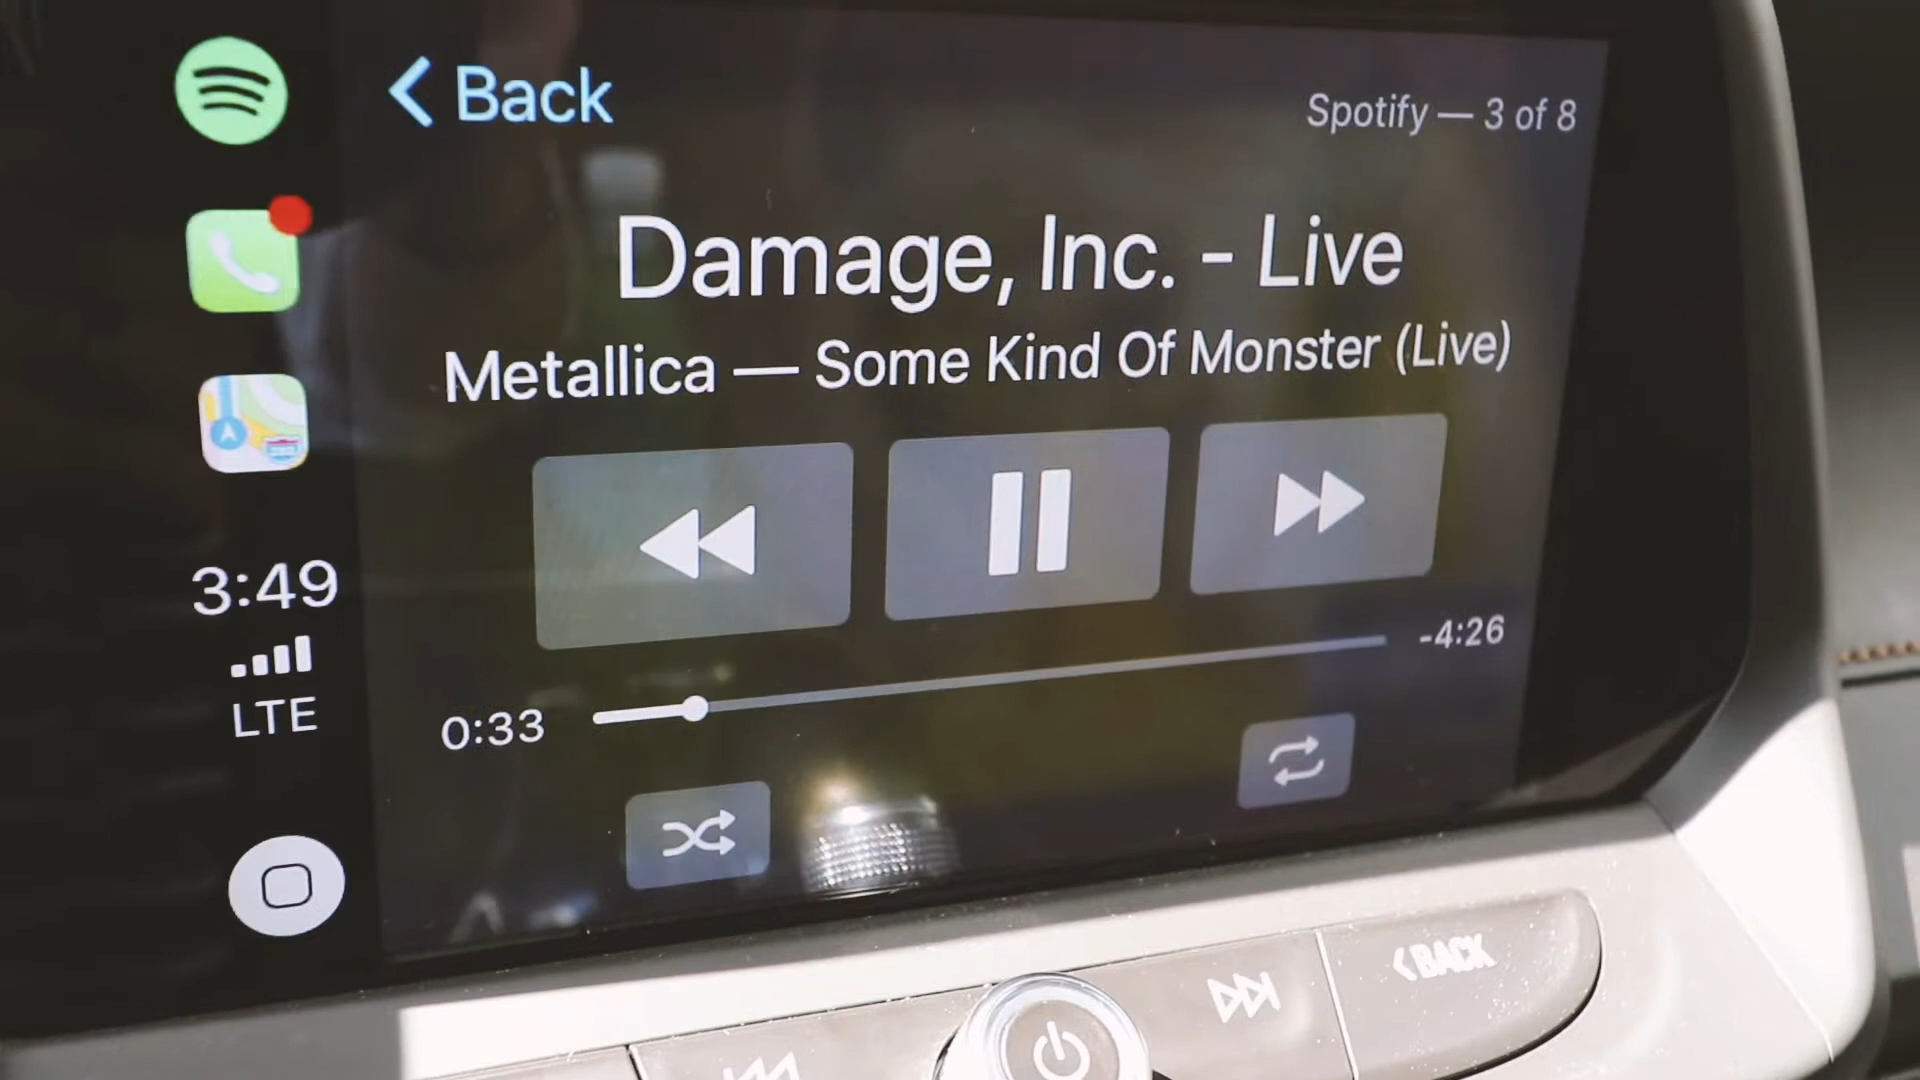 Back
Spotify — 3 of 8
Damage, Inc. - Live
Metallica — Some Kind Of Monster (Live)
3:49
LTE
0:33
-4:26
BACK